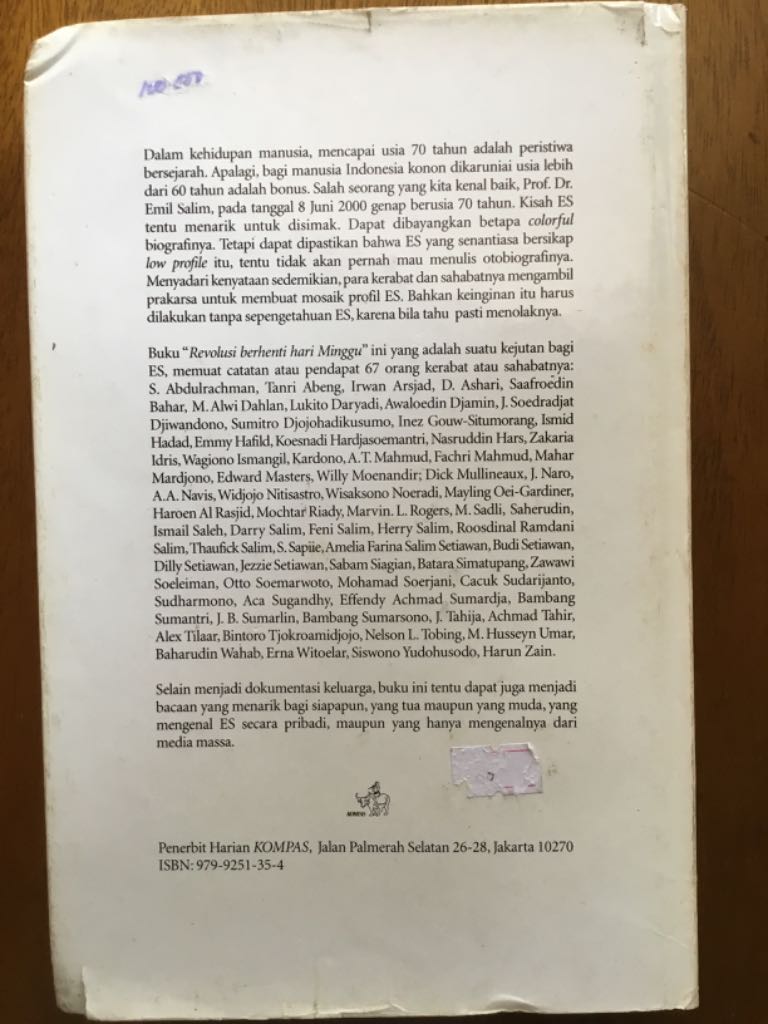 Dalam kehidupan manusia, mencapai usia 70 tahun adalah peristiwa
bersejarah. Apalagi, bagi manusia Indonesia konon dikaruniai usia lebih
dari 60 tahun adalah bonus. Salah seorang yang kita kenal baik, Prof. Dr.
Emil Salim, pada tanggal 8 Juni 2000 genap berusia 70 tahun. Kisah ES
tentu menarik untuk disimak. Dapat dibayangkan betapa colorful
biografinya. Tetapi dapat dipastikan bahwa ES yang senantiasa bersikap
low profile itu, tentu tidak akan pernah mau menulis otobiografinya.
Menyadari kenyataan sedemikian, para kerabat dan sahabatnya mengambil
prakarsa untuk membuat mosaik profil ES. Bahkan keinginan itu harus
dilakukan tanpa sepengetahuan ES, karena bila tahu pasti menolaknya.
Buku “Revolusi berhenti hari Minggu” ini yang adalah suatu kejutan bagi
ES, memuat catatan atau pendapat 67 orang kerabat atau sahabatnya:
S. Abdulrachman, Tanri Abeng, Irwan Arsjad, D. Ashari, Saafroedin
Bahar, M. Alwi Dahlan, Lukito Daryadi, Awaloedin Djamin, J. Soedradjat
Djiwandono, Sumitro Djojohadikusumo, Inez Gouw-Situmorang, Ismid
Hadad, Emmy Hafild, Koesnadi Hardjasoemantri, Nasruddin Hars, Zakaria
Idris, Wagiono Ismangil, Kardono, A.T. Mahmud, Fachri Mahmud, Mahar
Mardjono, Edward Masters, Willy Moenandir; Dick Mullineaux, J. Naro,
A.A. Navis, Widjojo Nitisastro, Wisaksono Noeradi, Mayling Oei-Gardiner,
Haroen Al Rasjid, Mochtar Riady, Marvin. L. Rogers, M. Sadli, Saherudin,
Ismail Saleh, Darry Salim, Feni Salim, Herry Salim, Roosdinal Ramdani
Salim, Thaufick Salim, S. Sapiie, Amelia Farina Salim Setiawan, Budi Setiawan,
Dilly Setiawan, Jezzie Setiawan, Sabam Siagian, Batara Simatupang, Zawawi
Soeleiman, Otto Soemarwoto, Mohamad Soerjani, Cacuk Sudarijanto,
Sudharmono, Aca Sugandhy, Effendy Achmad Sumardja, Bambang
Sumantri, J. B. Sumarlin, Bambang Sumarsono, J. Tahija, Achmad Tahir,
Alex Tilaar, Bintoro Tjokroamidjojo, Nelson L. Tobing, M. Husseyn Umar,
Baharudin Wahab, Erna Witoelar, Siswono Yudohusodo, Harun Zain.
Selain menjadi dokumentasi keluarga, buku ini tentu dapat juga menjadi
bacaan yang menarik bagi siapapun, yang tua maupun yang muda, yang
mengenal ES secara pribadi, maupun yang hanya mengenalnya dari
media massa.
Penerbit Harian KOMPAS, Jalan Palmerah Selatan 26-28, Jakarta 10270
ISBN: 979-9251-35-4